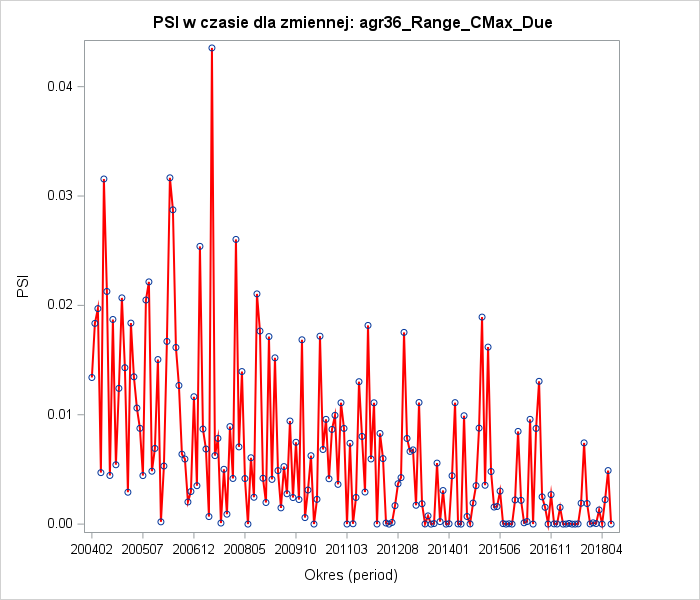 PSI w czasie dla zmiennej: agr36_Range_CMax_Due
0.04
0.03
0.02
0.01
0.00
PSI
200402 200507 200612 200805 200910 201103 201208 201401 201506 201611 201804
Okres (period)